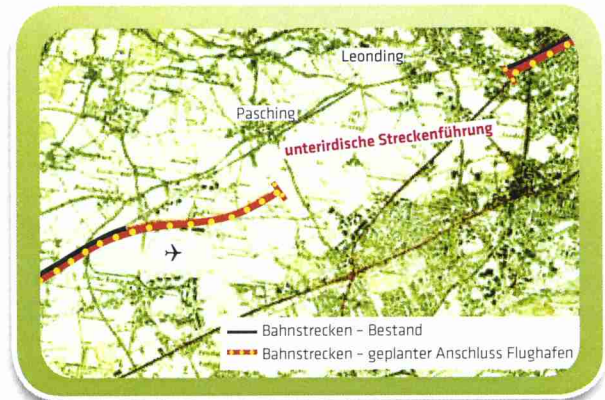 Leonding
Pasching
unterirdische Streckenführung
Bahnstrecken – Bestand
Bahnstrecken – geplanter Anschluss Flughafen